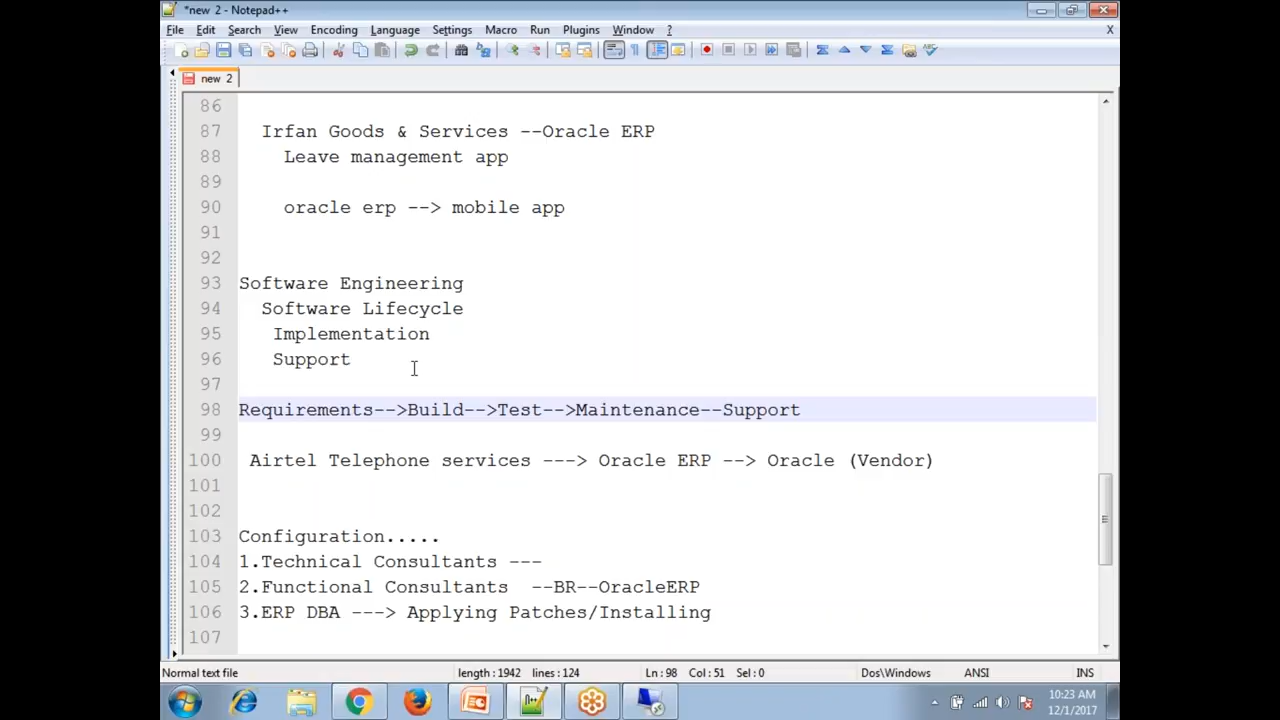 *new 2 - Notepad++
File Edit Search View Encoding Language Settings Macro Run Plugins Window ? X
new 2
86
87 Irfan Goods & Services --Oracle ERP
88 Leave management app
89
90 oracle erp --> mobile app
91
92
93 Software Engineering
94 Software Lifecycle
95 Implementation
96 Support
97
98 Requirements-->Build-->Test-->Maintenance--Support
99
100 Airtel Telephone services ---> Oracle ERP --> Oracle (Vendor)
101
102
103 Configuration.....
104 1.Technical Consultants ---
105 2.Functional Consultants --BR--OracleERP
106 3.ERP DBA ---> Applying Patches/Installing
107
Normal text file length : 1942 lines : 124 Ln : 98 Col : 51 Sel : 0 Dos\Windows ANSI INS
10:23 AM
12/1/2017